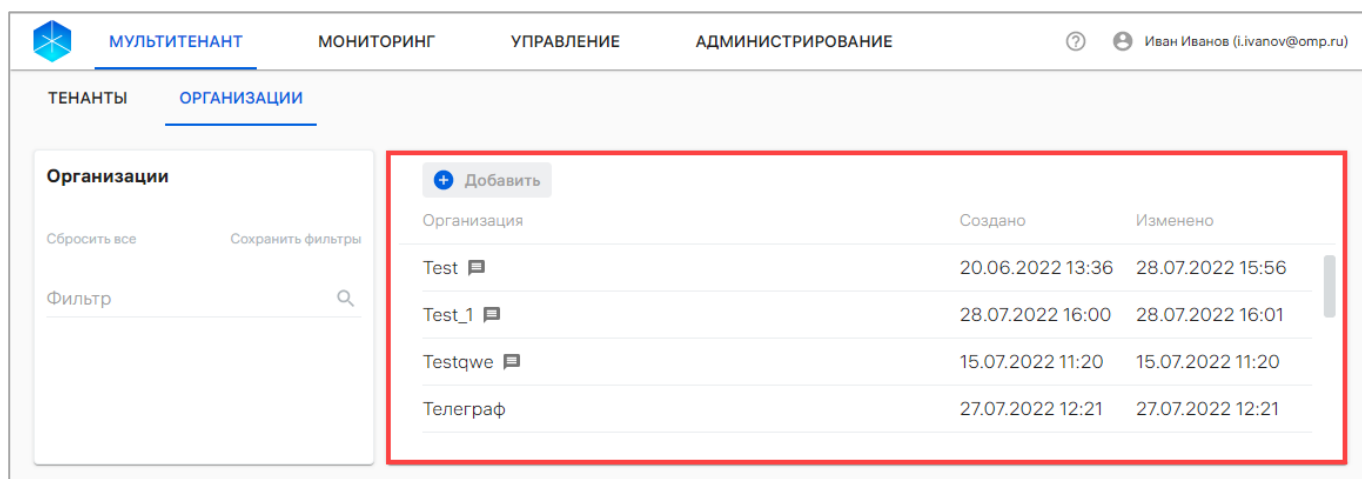 МУЛЬТИТЕНАНТ МОНИТОРИНГ УПРАВЛЕНИЕ АДМИНИСТРИРОВАНИЕ Иван Иванов (i.ivanov@omp.ru)
ТЕНАНТЫ ОРГАНИЗАЦИИ
Организации
Сбросить все Сохранить фильтры
Фильтр
Добавить
Организация Создано Изменено
Test 20.06.2022 13:36 28.07.2022 15:56
Test_1 28.07.2022 16:00 28.07.2022 16:01
Testqwe 15.07.2022 11:20 15.07.2022 11:20
Телеграф 27.07.2022 12:21 27.07.2022 12:21